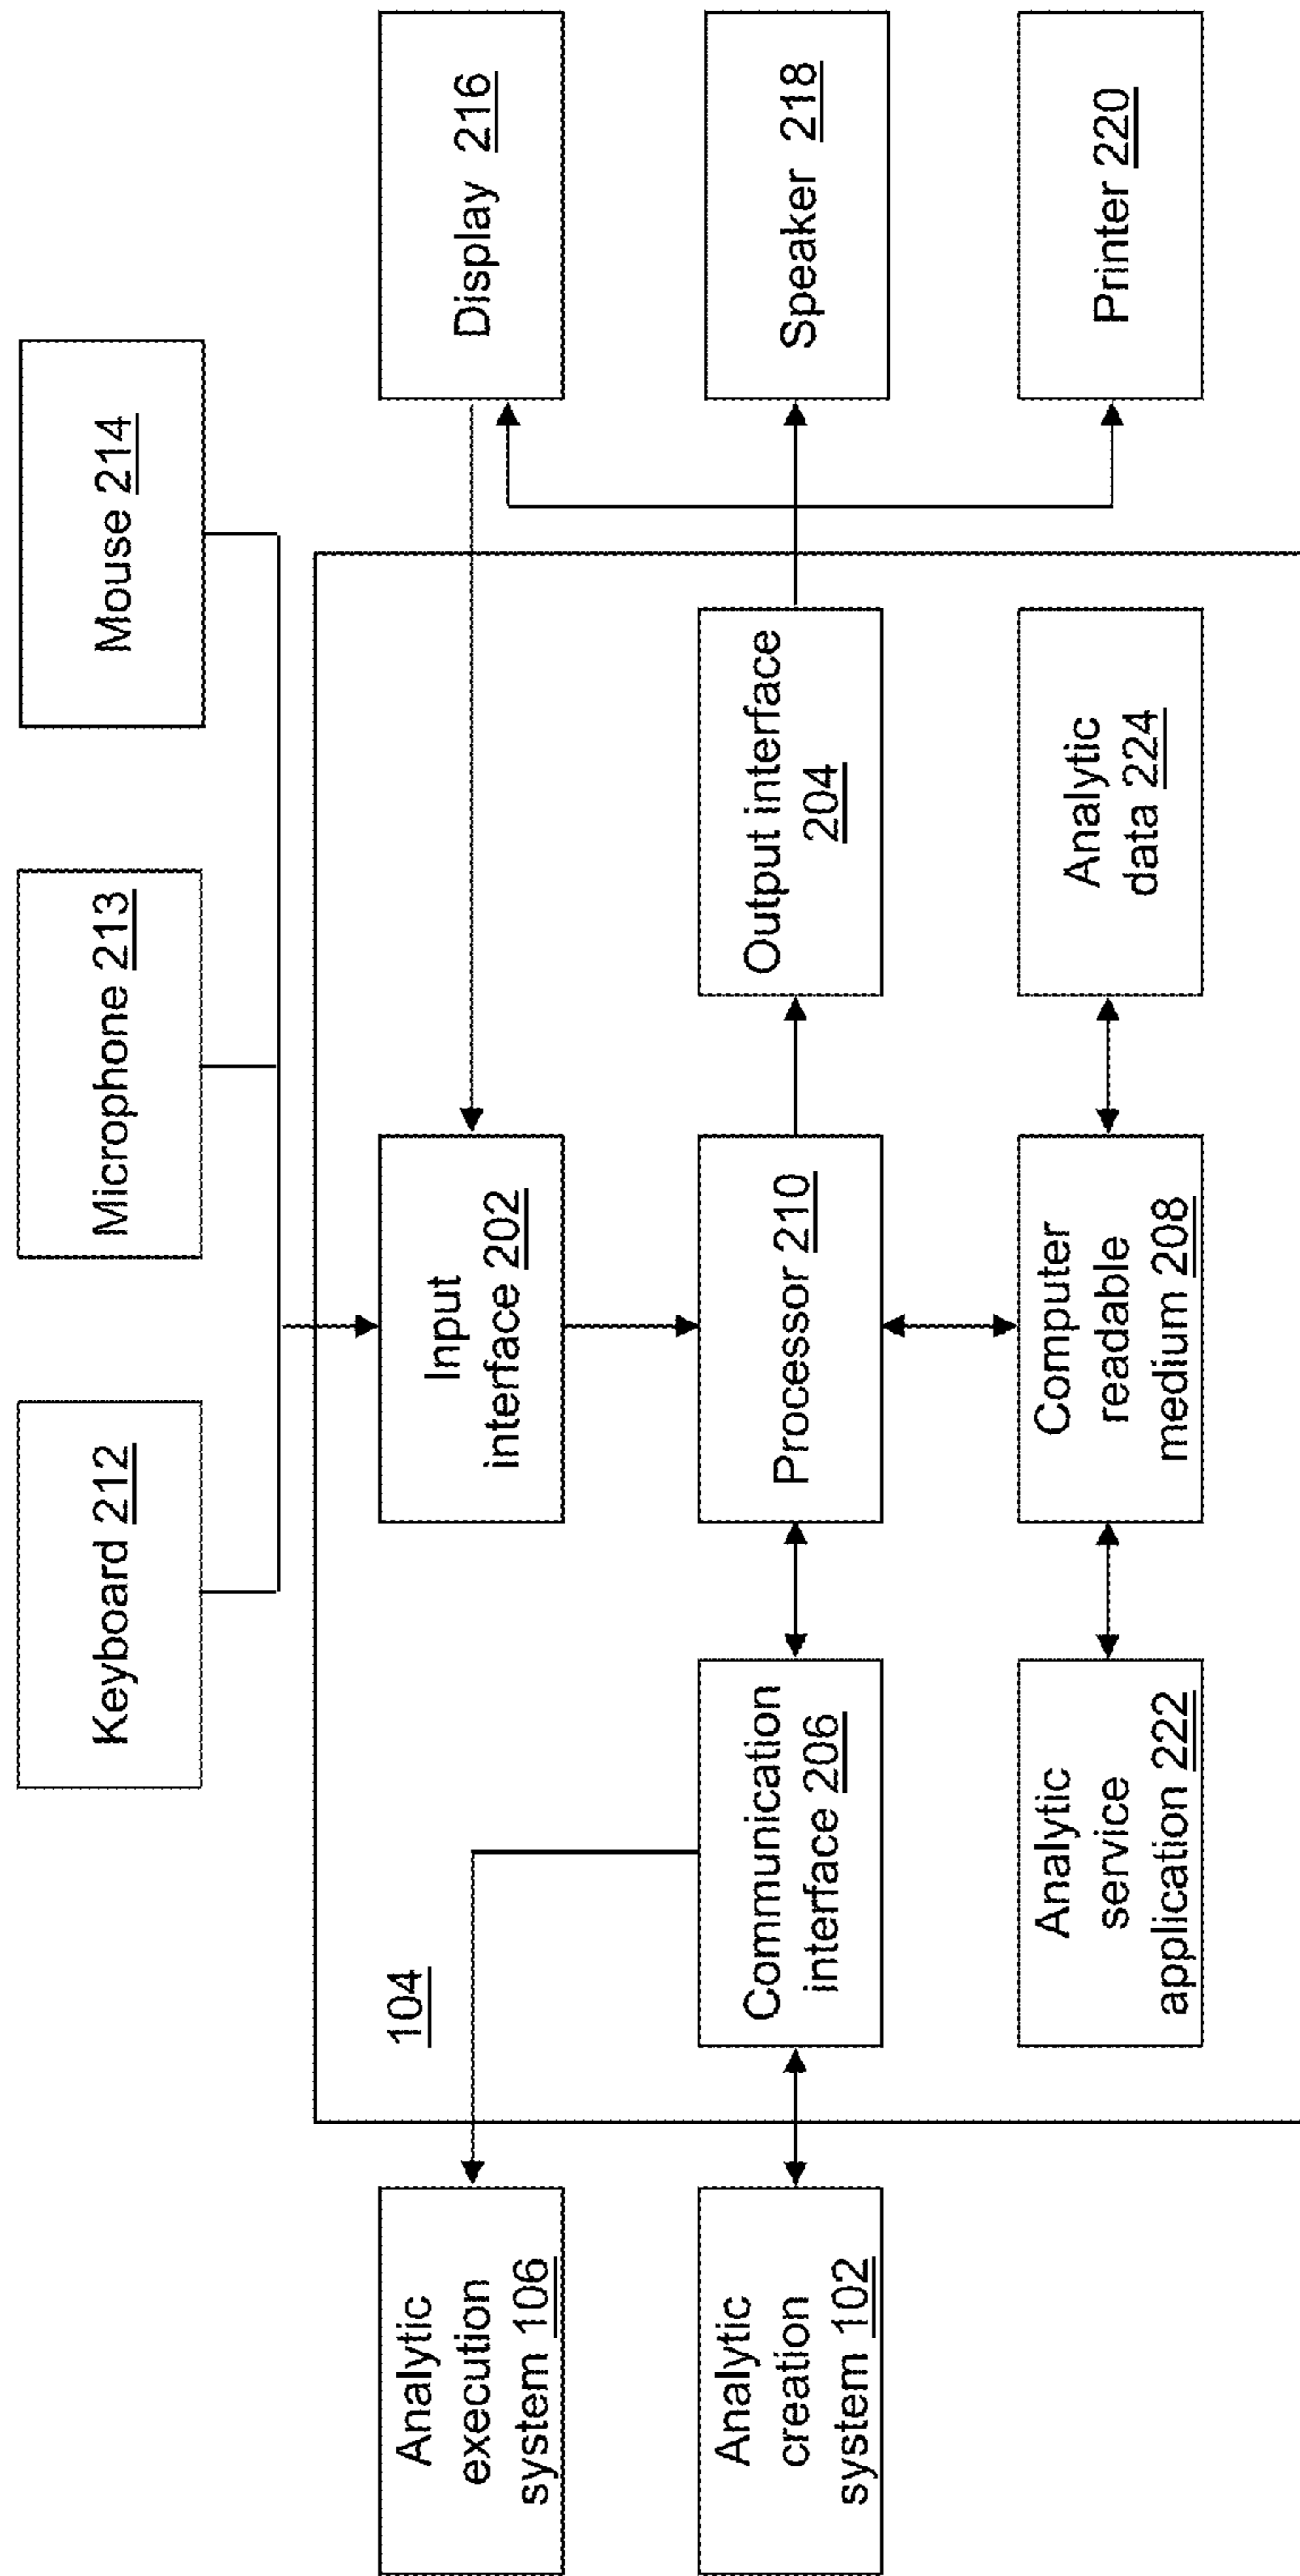 Keyboard 212
Microphone 213
Mouse 214
Analytic
execution
system 106
104
Input
interface 202
Display 216
Analytic
creation
system 102
Communication
interface 206
Processor 210
Output interface
204
Speaker 218
Analytic
service
application 222
Computer
readable
medium 208
Analytic
data 224
Printer 220